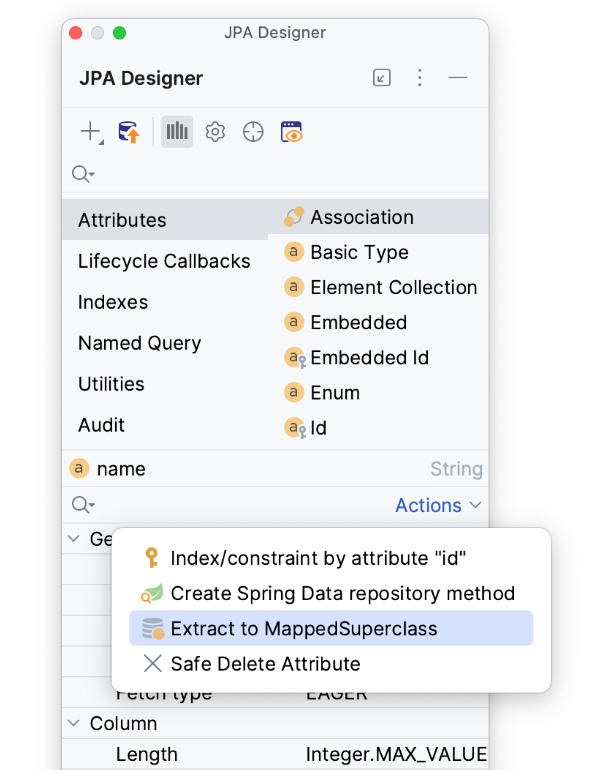 JPA Designer
JPA Designer
Attributes
Lifecycle Callbacks
Indexes
Named Query
Utilities
Audit
Association
a Basic Type
a Element Collection
a Embedded
a Embedded Id
a Enum
a Id
a name String
Actions
Ge
Index/constraint by attribute "id"
Create Spring Data repository method
Extract to MappedSuperclass
Safe Delete Attribute
Fetch type EAGER
Column
Length Integer.MAX_VALUE